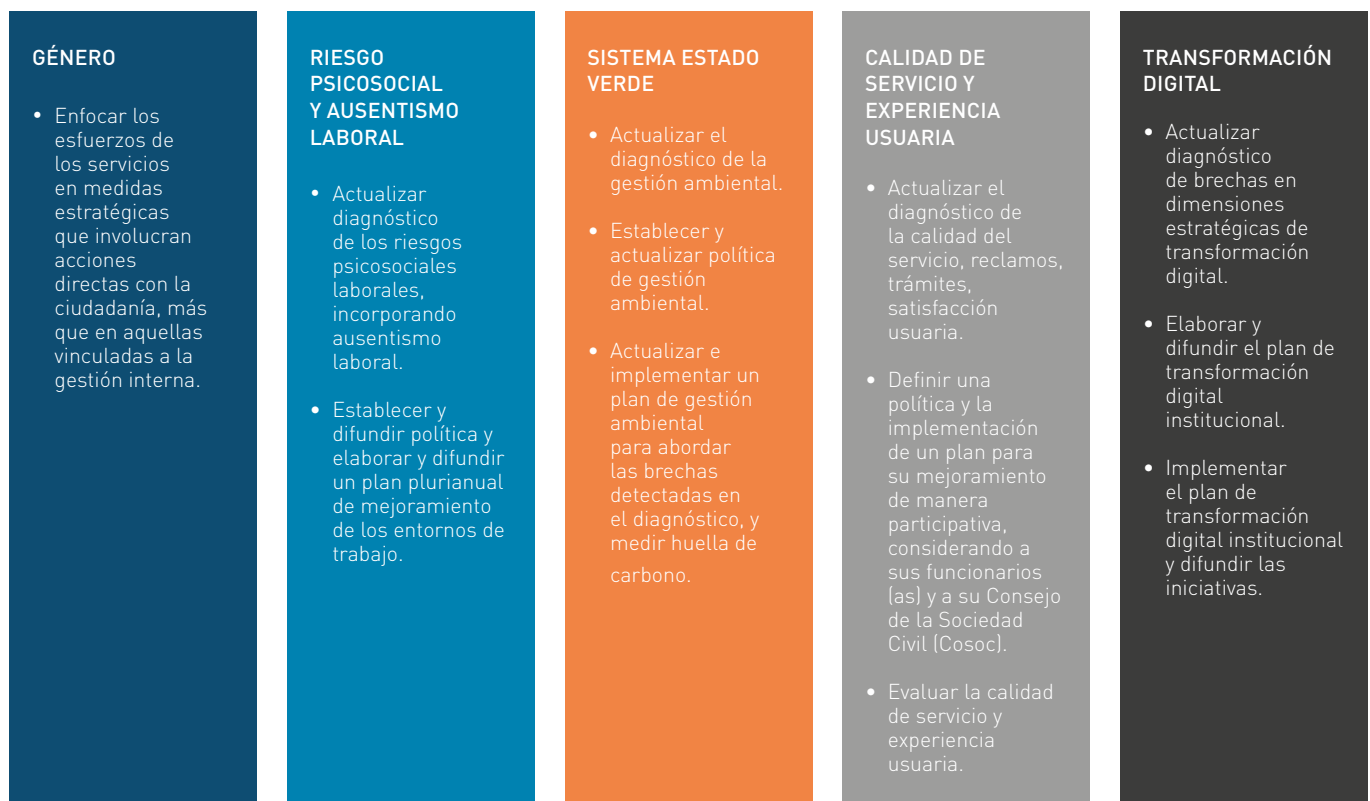 GÉNERO
• Enfocar los
esfuerzos de
los servicios
en medidas
estratégicas
que involucran
acciones
directas con la
ciudadanía, más
que en aquellas
vinculadas a la
gestión interna.
RIESGO
PSICOSOCIAL
Y AUSENTISMO
LABORAL
• Actualizar
diagnóstico
de los riesgos
psicosociales
laborales,
incorporando
ausentismo
laboral.
• Establecer y
difundir política y
elaborar y difundir
un plan plurianual
de mejoramiento
de los entornos de
trabajo.
SISTEMA ESTADO
VERDE
• Actualizar el
diagnóstico de la
gestión ambiental.
• Establecer y
actualizar política
de gestión
ambiental.
• Actualizar e
implementar un
plan de gestión
ambiental
para abordar
las brechas
detectadas en
el diagnóstico, y
medir huella de
carbono.
CALIDAD DE
SERVICIO Y
EXPERIENCIA
USUARIA
• Actualizar el
diagnóstico de
la calidad del
servicio, reclamos,
trámites,
satisfacción
usuaria.
• Definir una
política y la
implementación
de un plan para
su mejoramiento
de manera
participativa,
considerando a
sus funcionarios
(as) y a su Consejo
de la Sociedad
Civil (Cosoc).
• Evaluar la calidad
de servicio y
experiencia
usuaria.
TRANSFORMACIÓN
DIGITAL
• Actualizar
diagnóstico
de brechas en
dimensiones
estratégicas de
transformación
digital.
• Elaborar y
difundir el plan de
transformación
digital
institucional.
• Implementar
el plan de
transformación
digital institucional
y difundir las
iniciativas.